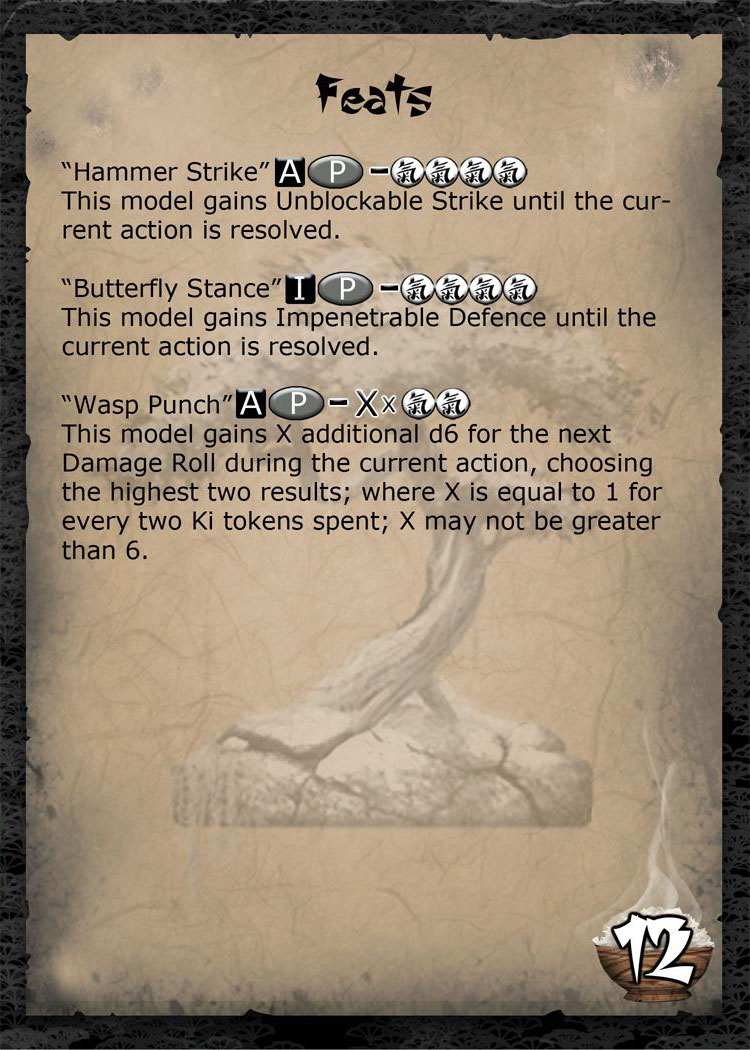 Feats
“Hammer Strike” A P -氣氣氣氣
This model gains Unblockable Strike until the cur-
rent action is resolved.
“Butterfly Stance” I P -氣氣氣氣
This model gains Impenetrable Defence until the
current action is resolved.
“Wasp Punch” A P - Xx氣氣
This model gains X additional d6 for the next
Damage Roll during the current action, choosing
the highest two results; where X is equal to 1 for
every two Ki tokens spent; X may not be greater
than 6.
12